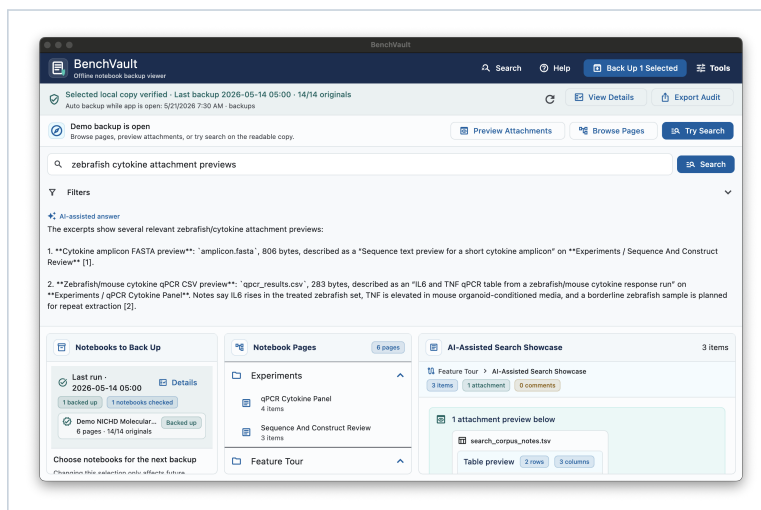 BenchVault
BenchVault
Offline notebook backup viewer
Search
Help
Back Up 1 Selected
Tools
Selected local copy verified · Last backup 2026-05-14 05:00 · 14/14 originals
Auto backup while app is open: 5/21/2026 7:30 AM · backups
View Details
Export Audit
Demo backup is open
Browse pages, preview attachments, or try search on the readable copy.
Preview Attachments
Browse Pages
Try Search
zebrafish cytokine attachment previews
Search
Filters
AI-assisted answer
The excerpts show several relevant zebrafish/cytokine attachment previews:
1. **Cytokine amplicon FASTA preview**: `amplicon.fasta`, 806 bytes, described as a “Sequence text preview for a short cytokine amplicon” on **Experiments / Sequence And Construct
Review** [1].
2. **Zebrafish/mouse cytokine qPCR CSV preview**: `qpcr_results.csv`, 283 bytes, described as an “IL6 and TNF qPCR table from a zebrafish/mouse cytokine response run” on
**Experiments / qPCR Cytokine Panel**. Notes say IL6 rises in the treated zebrafish set, TNF is elevated in mouse organoid-conditioned media, and a borderline zebrafish sample is planned
for repeat extraction [2].
Notebooks to Back Up
Last run ·
2026-05-14 05:00
Details
1 backed up
1 notebooks checked
Demo NICHD Molecular...
6 pages · 14/14 originals
Backed up
Choose notebooks for the next backup
Changing this selection only affects future
Notebook Pages
6 pages
Experiments
qPCR Cytokine Panel
4 items
Sequence And Construct Review
3 items
Feature Tour
AI-Assisted Search Showcase
3 items
Feature Tour > AI-Assisted Search Showcase
3 items
1 attachment
0 comments
1 attachment preview below
search_corpus_notes.tsv
Table preview
2 rows
3 columns